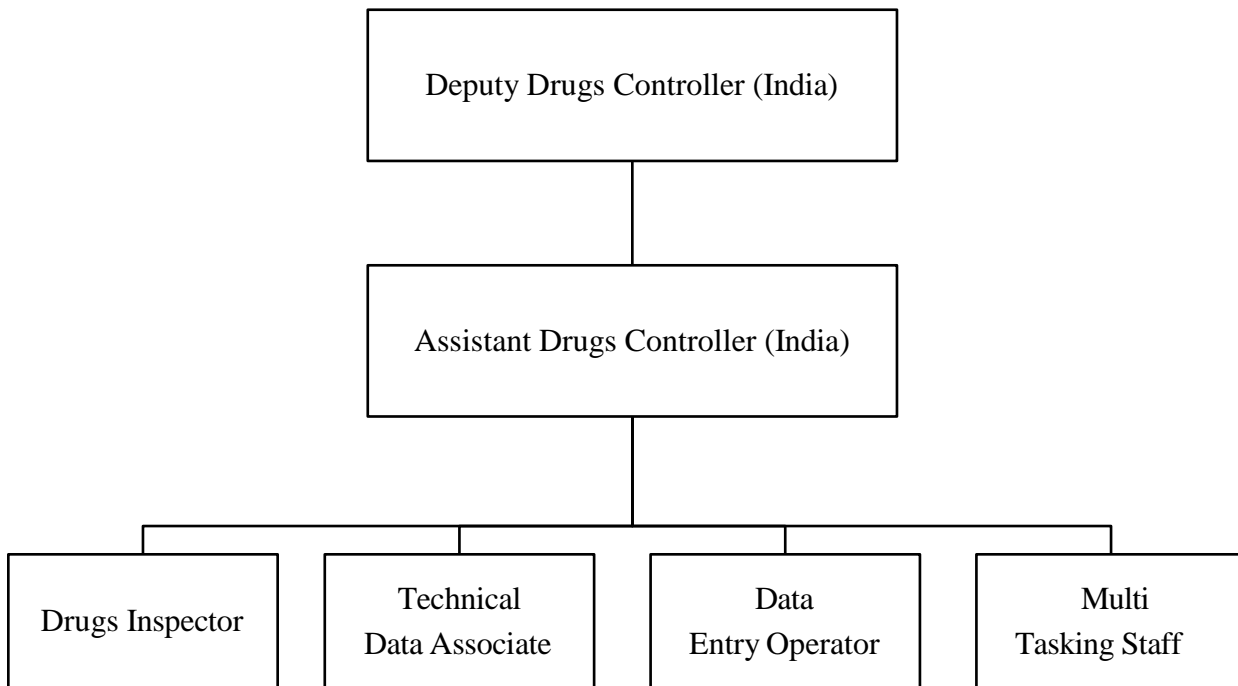 Deputy Drugs Controller (India)
Assistant Drugs Controller (India)
Drugs Inspector
Technical
Data Associate
Data
Entry Operator
Multi
Tasking Staff